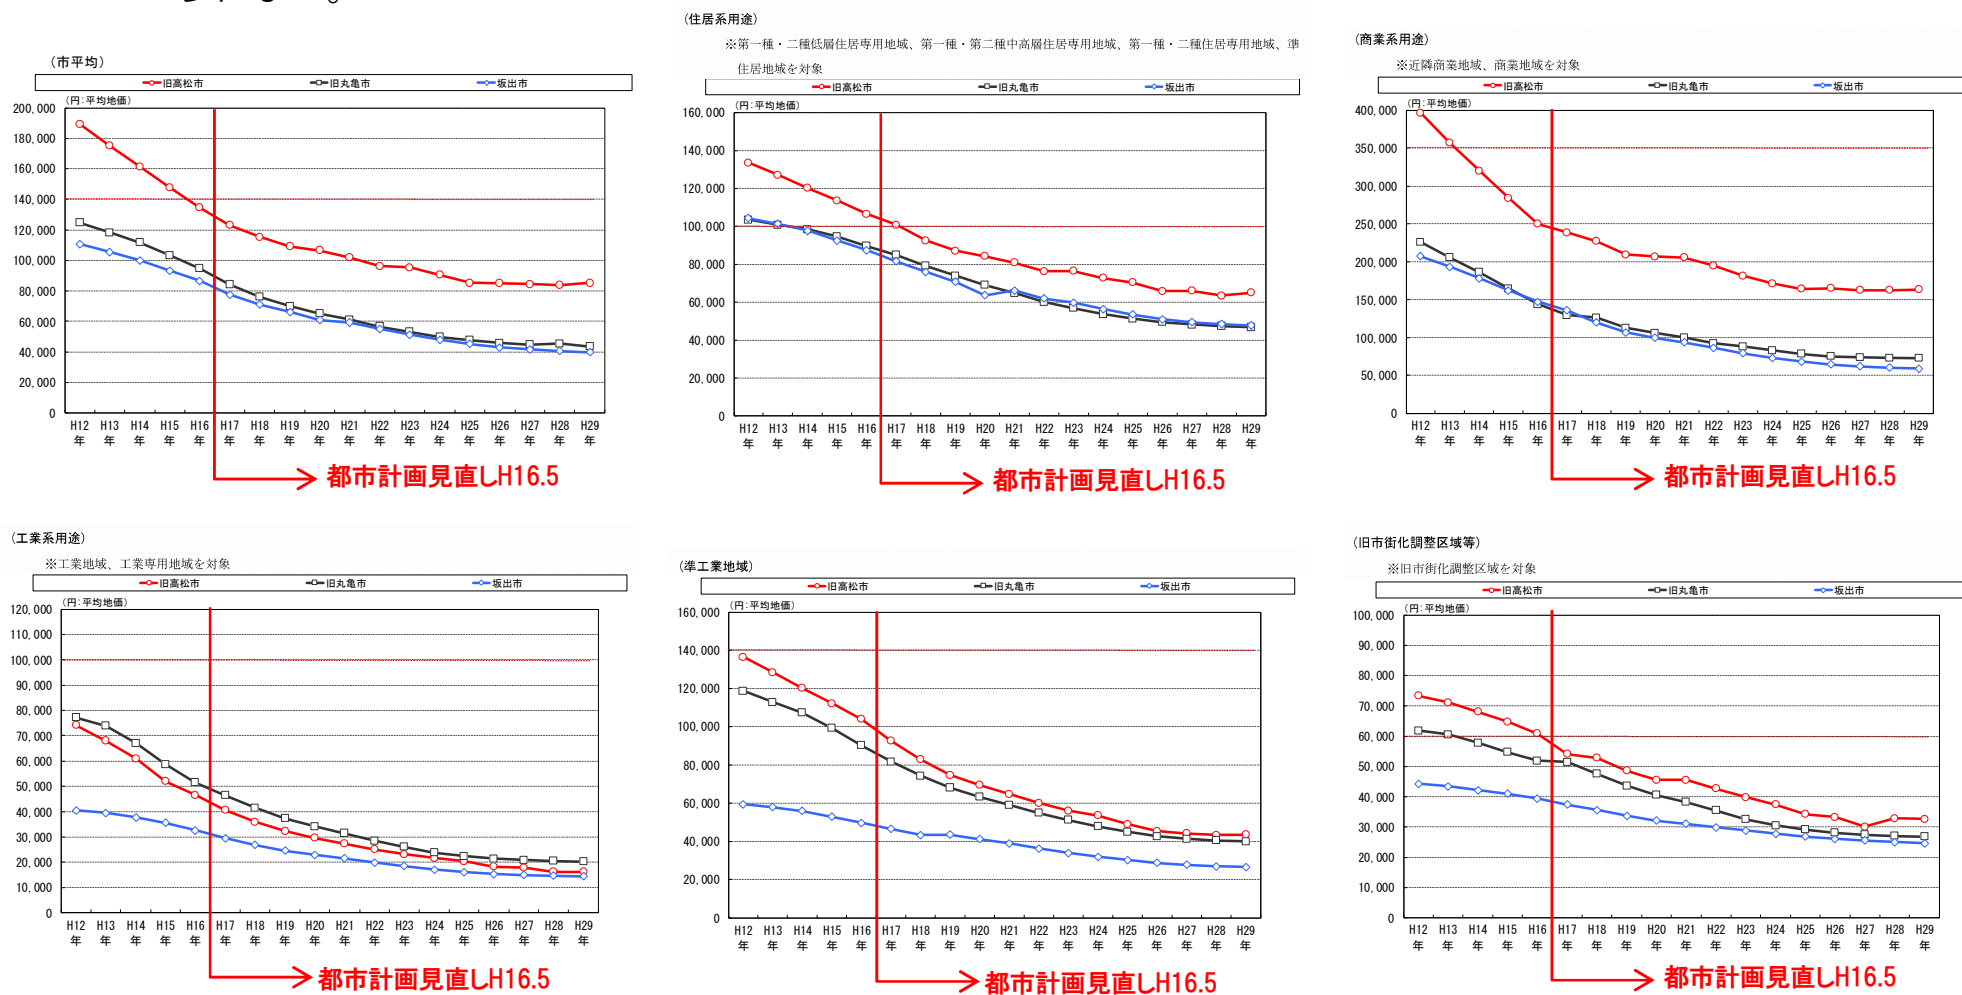 (市平均)
旧高松市 旧丸亀市 坂出市
(円:平均地価)
200,000
180,000
160,000
140,000
120,000
100,000
80,000
60,000
40,000
20,000
0
H12年 H13年 H14年 H15年 H16年 H17年 H18年 H19年 H20年 H21年 H22年 H23年 H24年 H25年 H26年 H27年 H28年 H29年
都市計画見直しH16.5
(住居系用途)
※第一種・二種低層住居専用地域、第一種・第二種中高層住居専用地域、第一種・二種住居専用地域、準
住居地域を対象
旧高松市 旧丸亀市 坂出市
(円:平均地価)
160,000
140,000
120,000
100,000
80,000
60,000
40,000
20,000
0
H12年 H13年 H14年 H15年 H16年 H17年 H18年 H19年 H20年 H21年 H22年 H23年 H24年 H25年 H26年 H27年 H28年 H29年
都市計画見直しH16.5
(商業系用途)
※近隣商業地域、商業地域を対象
旧高松市 旧丸亀市 坂出市
(円:平均地価)
400,000
350,000
300,000
250,000
200,000
150,000
100,000
50,000
0
H12年 H13年 H14年 H15年 H16年 H17年 H18年 H19年 H20年 H21年 H22年 H23年 H24年 H25年 H26年 H27年 H28年 H29年
都市計画見直しH16.5
(工業系用途)
※工業地域、工業専用地域を対象
旧高松市 旧丸亀市 坂出市
(円:平均地価)
120,000
110,000
100,000
90,000
80,000
70,000
60,000
50,000
40,000
30,000
20,000
10,000
0
H12年 H13年 H14年 H15年 H16年 H17年 H18年 H19年 H20年 H21年 H22年 H23年 H24年 H25年 H26年 H27年 H28年 H29年
都市計画見直しH16.5
(準工業地域)
旧高松市 旧丸亀市 坂出市
(円:平均地価)
160,000
140,000
120,000
100,000
80,000
60,000
40,000
20,000
0
H12年 H13年 H14年 H15年 H16年 H17年 H18年 H19年 H20年 H21年 H22年 H23年 H24年 H25年 H26年 H27年 H28年 H29年
都市計画見直しH16.5
(旧市街化調整区域等)
※旧市街化調整区域を対象
旧高松市 旧丸亀市 坂出市
(円:平均地価)
100,000
90,000
80,000
70,000
60,000
50,000
40,000
30,000
20,000
10,000
0
H12年 H13年 H14年 H15年 H16年 H17年 H18年 H19年 H20年 H21年 H22年 H23年 H24年 H25年 H26年 H27年 H28年 H29年
都市計画見直しH16.5